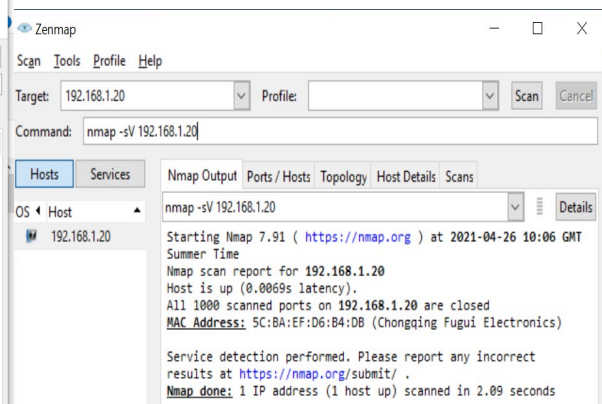 Zenmap
Scan Tools Profile Help
Target: 192.168.1.20 Profile: Scan Cancel
Command: nmap -sV 192.168.1.20
Hosts Services Nmap Output Ports / Hosts Topology Host Details Scans
OS Host nmap -sV 192.168.1.20 Details
192.168.1.20
Starting Nmap 7.91 ( https://nmap.org ) at 2021-04-26 10:06 GMT
Summer Time
Nmap scan report for 192.168.1.20
Host is up (0.0069s latency).
All 1000 scanned ports on 192.168.1.20 are closed
MAC Address: 5C:BA:EF:D6:B4:DB (Chongqing Fugui Electronics)
Service detection performed. Please report any incorrect
results at https://nmap.org/submit/ .
Nmap done: 1 IP address (1 host up) scanned in 2.09 seconds